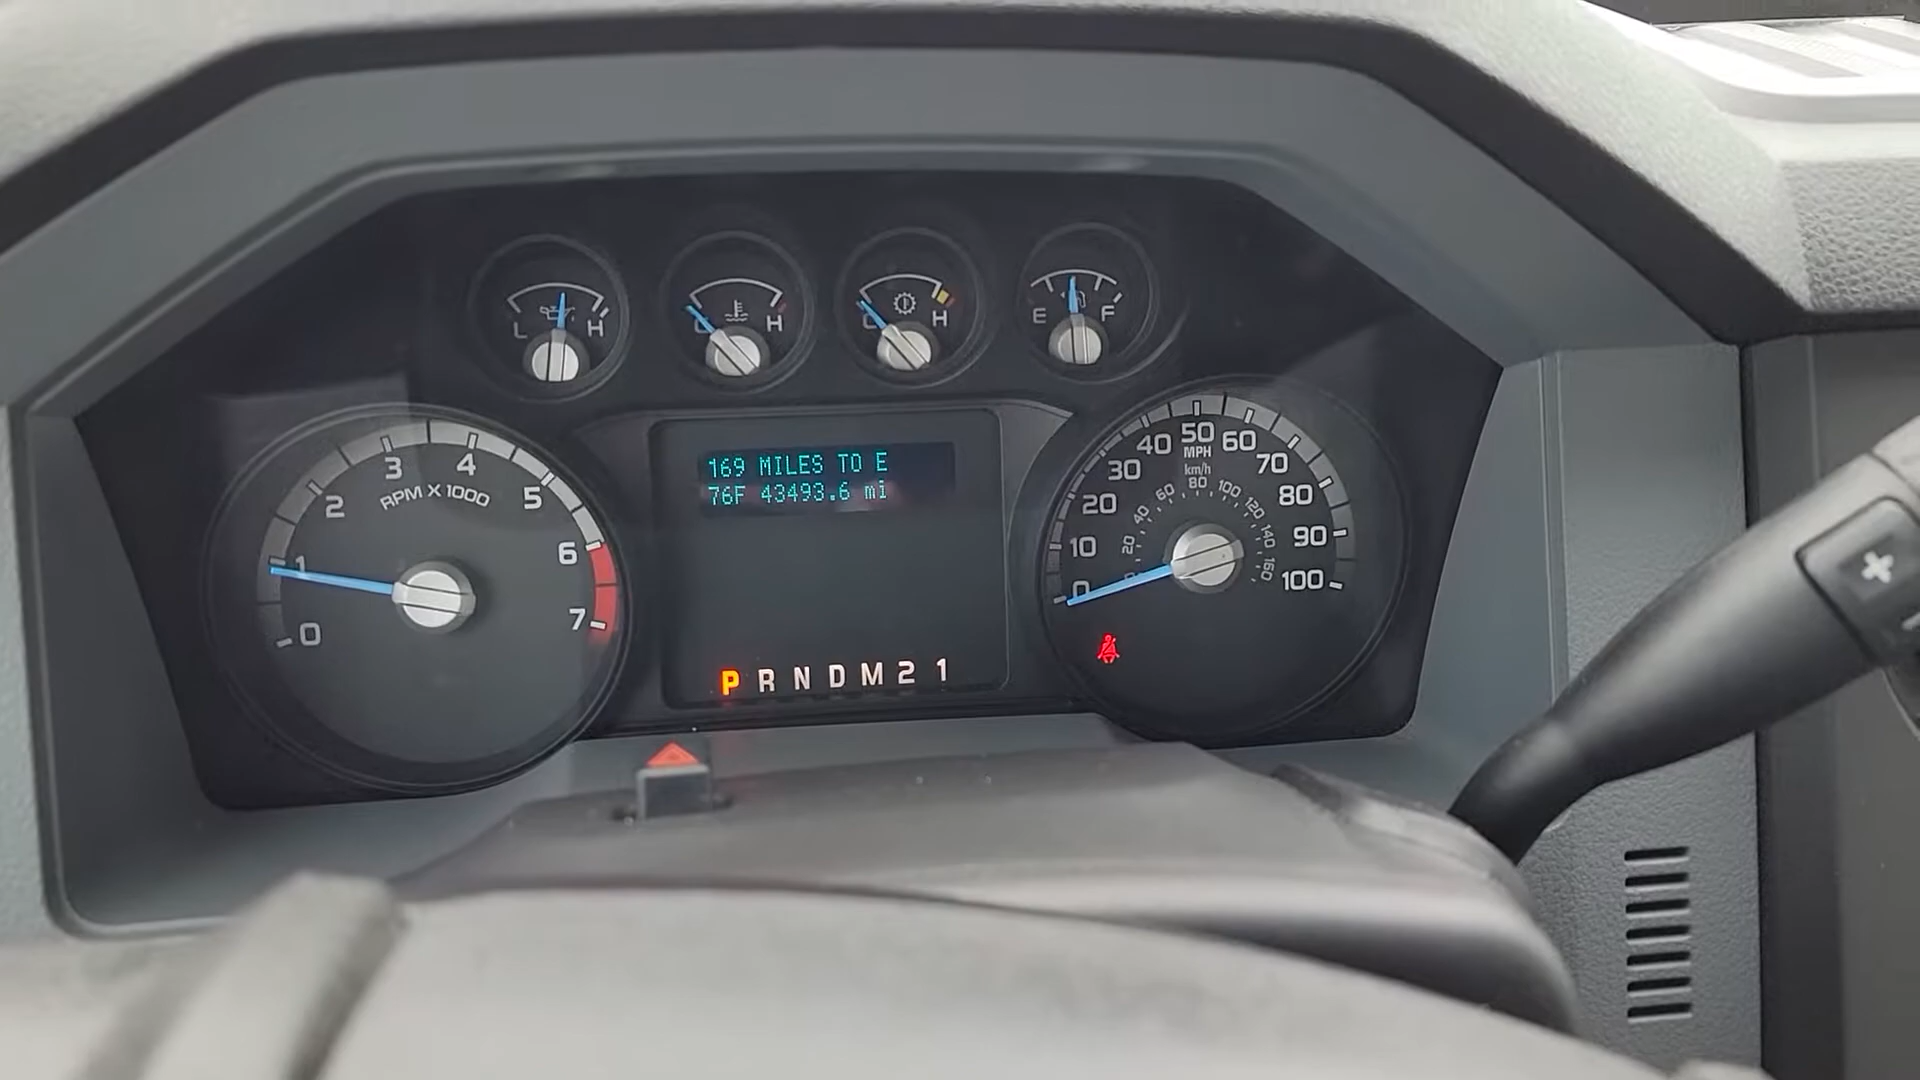 L H
C H
C H
E F
0 1 2 3 4 5 6 7
RPM X 1000
169 MILES TO E
76F 43493.6 mi
P R N D M 2 1
0 10 20 30 40 50 60 70 80 90 100
MPH
km/h
20 40 60 80 100 120 140 160
+